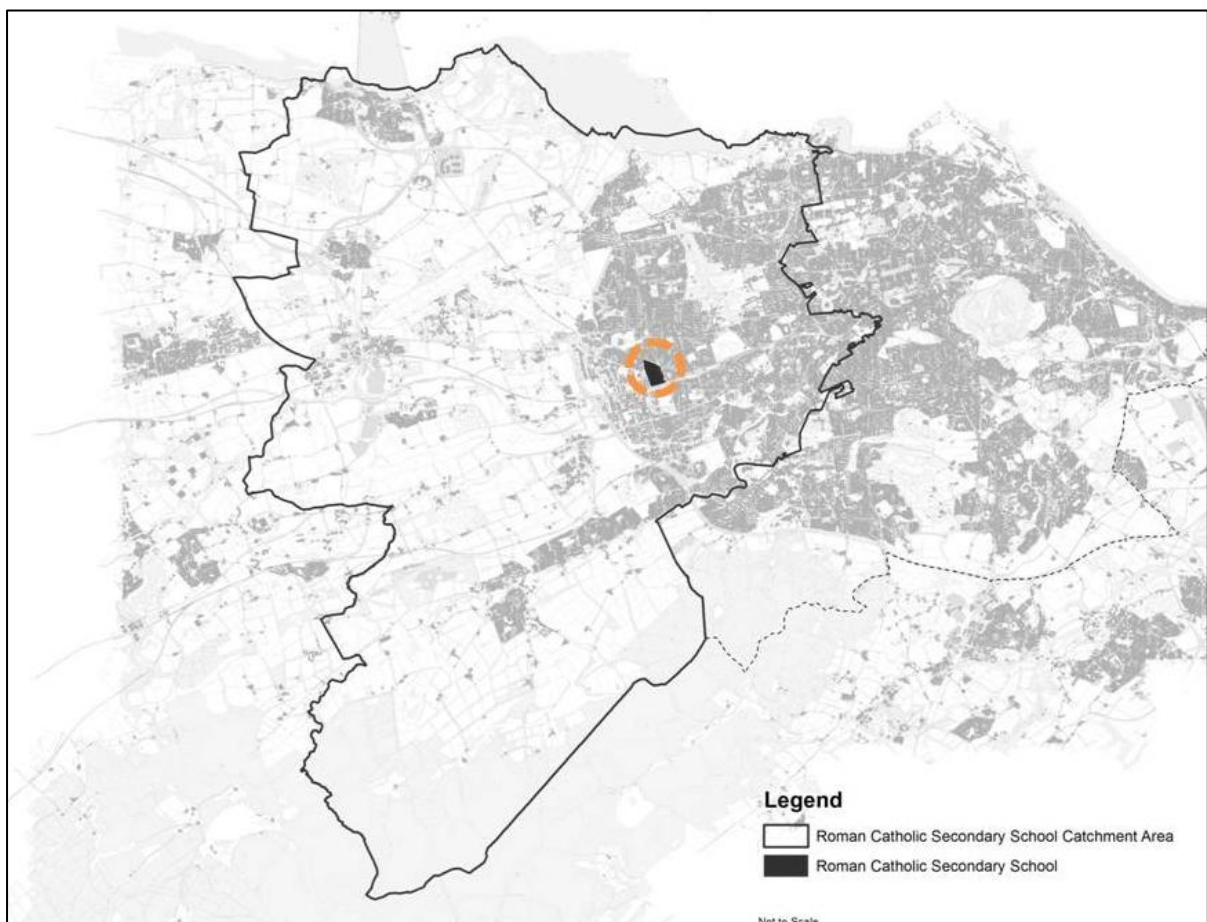 Legend
Roman Catholic Secondary School Catchment Area
Roman Catholic Secondary School
Not to Scale